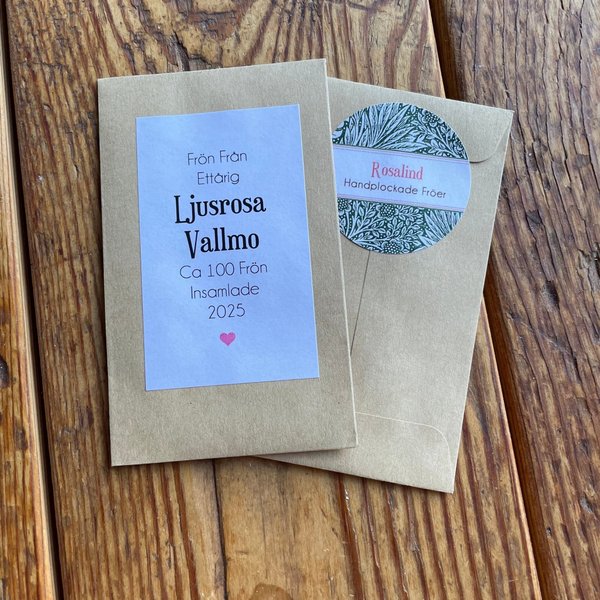 Frön Från
Ettårig
Ljusrosa
Vallmo
Ca 100 Frön
Insamlade
2025
Rosalind
Handplockade Fröer